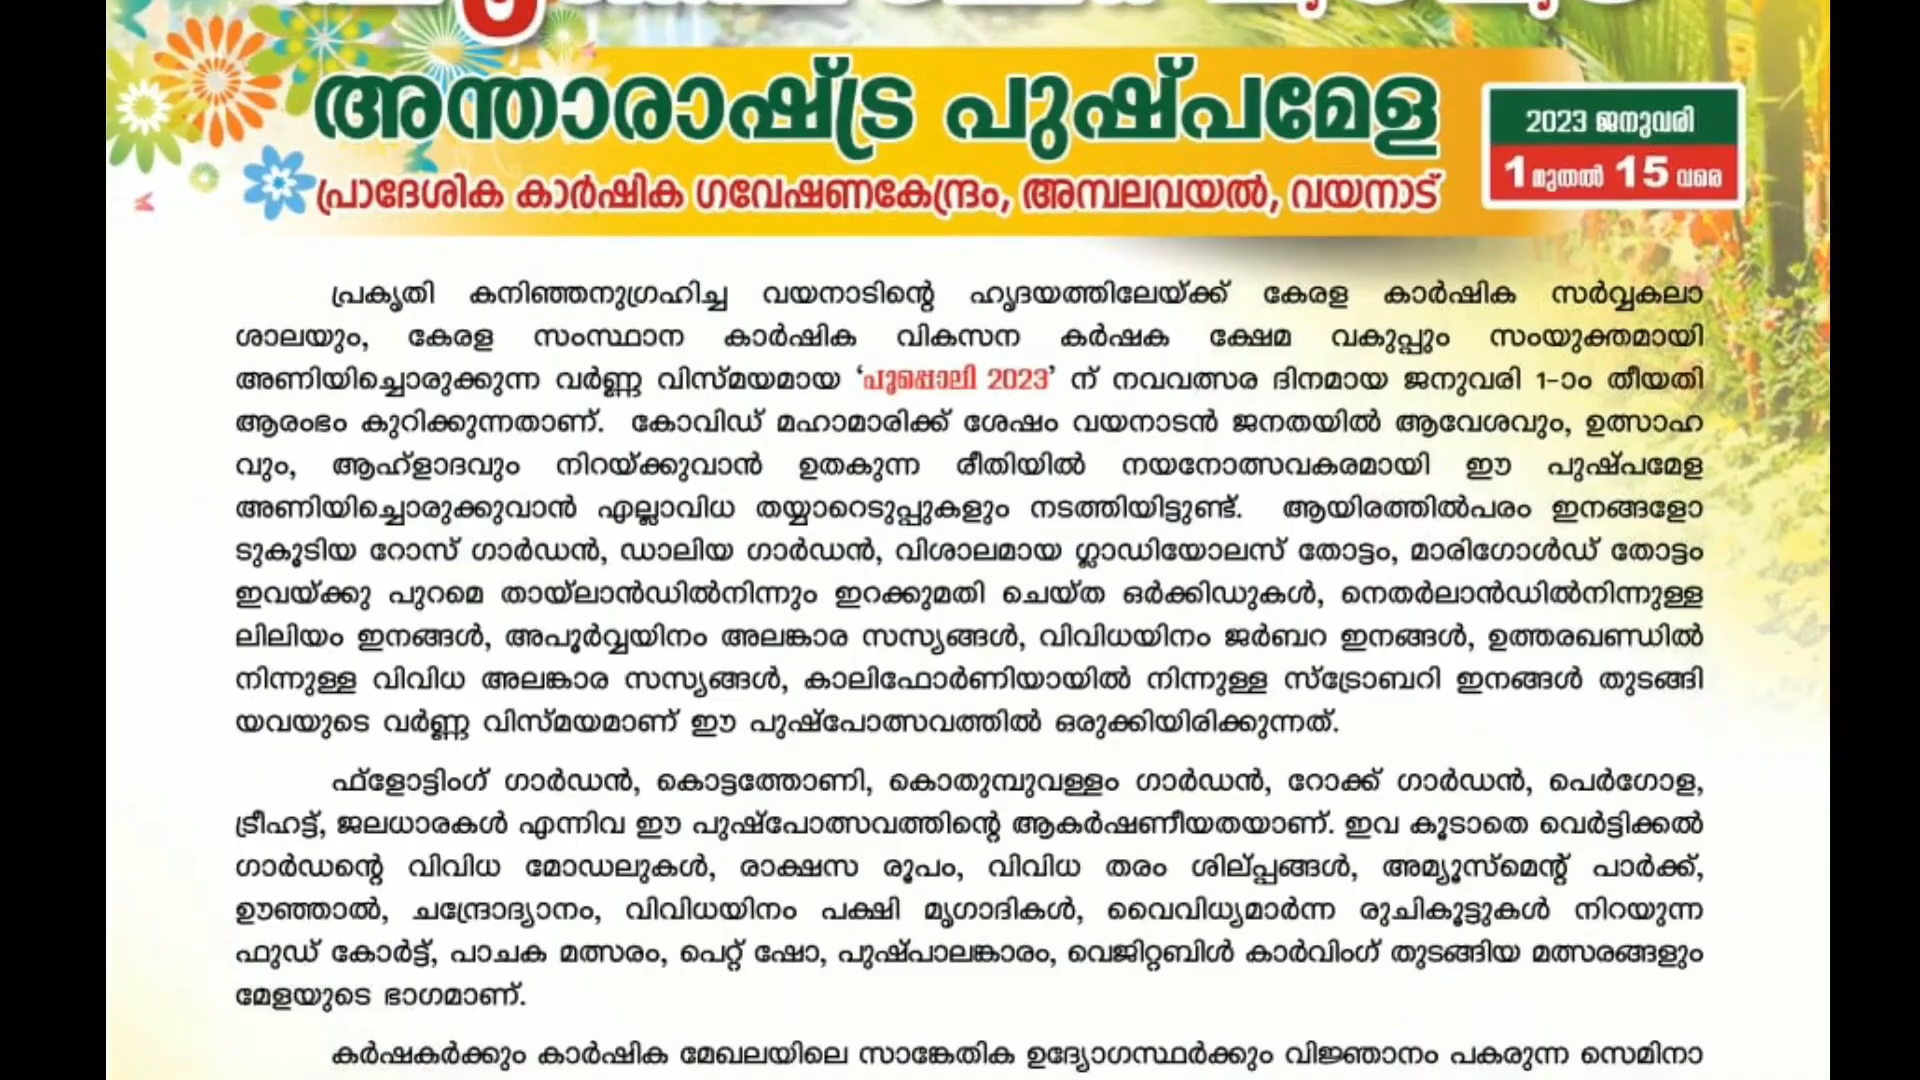 അന്താരാഷ്ട്ര പുഷ്പമേള
2023 ജനുവരി
1 മുതൽ 15 വരെ
പ്രാദേശിക കാർഷിക ഗവേഷണകേന്ദ്രം, അമ്പലവയൽ, വയനാട്
പ്രകൃതി കനിഞ്ഞനുഗ്രഹിച്ച വയനാടിന്റെ ഹൃദയത്തിലേയ്ക്ക് കേരള കാർഷിക സർവ്വകലാ
ശാലയും, കേരള സംസ്ഥാന കാർഷിക വികസന കർഷക ക്ഷേമ വകുപ്പും സംയുക്തമായി
അണിയിച്ചൊരുക്കുന്ന വർണ്ണ വിസ്മയമായ ‘പൂപ്പൊലി 2023’ ന് നവവത്സര ദിനമായ ജനുവരി 1-ാം തീയതി
ആരംഭം കുറിക്കുന്നതാണ്. കോവിഡ് മഹാമാരിക്ക് ശേഷം വയനാടൻ ജനതയിൽ ആവേശവും, ഉത്സാഹ
വും, ആഹ്ളാദവും നിറയ്ക്കുവാൻ ഉതകുന്ന രീതിയിൽ നയനോത്സവകരമായി ഈ പുഷ്പമേള
അണിയിച്ചൊരുക്കുവാൻ എല്ലാവിധ തയ്യാറെടുപ്പുകളും നടത്തിയിട്ടുണ്ട്. ആയിരത്തിൽപരം ഇനങ്ങളോ
ടുകൂടിയ റോസ് ഗാർഡൻ, ഡാലിയ ഗാർഡൻ, വിശാലമായ ഗ്ലാഡിയോലസ് തോട്ടം, മാരിഗോൾഡ് തോട്ടം
ഇവയ്ക്കു പുറമെ തായ്ലാൻഡിൽനിന്നും ഇറക്കുമതി ചെയ്ത ഒർക്കിഡുകൾ, നെതർലാൻഡിൽനിന്നുള്ള
ലിലിയം ഇനങ്ങൾ, അപൂർവ്വയിനം അലങ്കാര സസ്യങ്ങൾ, വിവിധയിനം ജർബറ ഇനങ്ങൾ, ഉത്തരഖണ്ഡിൽ
നിന്നുള്ള വിവിധ അലങ്കാര സസ്യങ്ങൾ, കാലിഫോർണിയായിൽ നിന്നുള്ള സ്ട്രോബറി ഇനങ്ങൾ തുടങ്ങി
യവയുടെ വർണ്ണ വിസ്മയമാണ് ഈ പുഷ്പോത്സവത്തിൽ ഒരുക്കിയിരിക്കുന്നത്.
ഫ്ളോട്ടിംഗ് ഗാർഡൻ, കൊട്ടത്തോണി, കൊതുമ്പുവള്ളം ഗാർഡൻ, റോക്ക് ഗാർഡൻ, പെർഗോള,
ട്രീഹട്ട്, ജലധാരകൾ എന്നിവ ഈ പുഷ്പോത്സവത്തിന്റെ ആകർഷണീയതയാണ്. ഇവ കൂടാതെ വെർട്ടിക്കൽ
ഗാർഡന്റെ വിവിധ മോഡലുകൾ, രാക്ഷസ രൂപം, വിവിധ തരം ശില്പ്പങ്ങൾ, അമ്യൂസ്മെന്റ് പാർക്ക്,
ഊഞ്ഞാൽ, ചന്ദ്രോദ്യാനം, വിവിധയിനം പക്ഷി മൃഗാദികൾ, വൈവിധ്യമാർന്ന രുചികൂട്ടുകൾ നിറയുന്ന
ഫുഡ് കോർട്ട്, പാചക മത്സരം, പെറ്റ് ഷോ, പുഷ്പാലങ്കാരം, വെജിറ്റബിൾ കാർവിംഗ് തുടങ്ങിയ മത്സരങ്ങളും
മേളയുടെ ഭാഗമാണ്.
കർഷകർക്കും കാർഷിക മേഖലയിലെ സാങ്കേതിക ഉദ്യോഗസ്ഥർക്കും വിജ്ഞാനം പകരുന്ന സെമിനാ